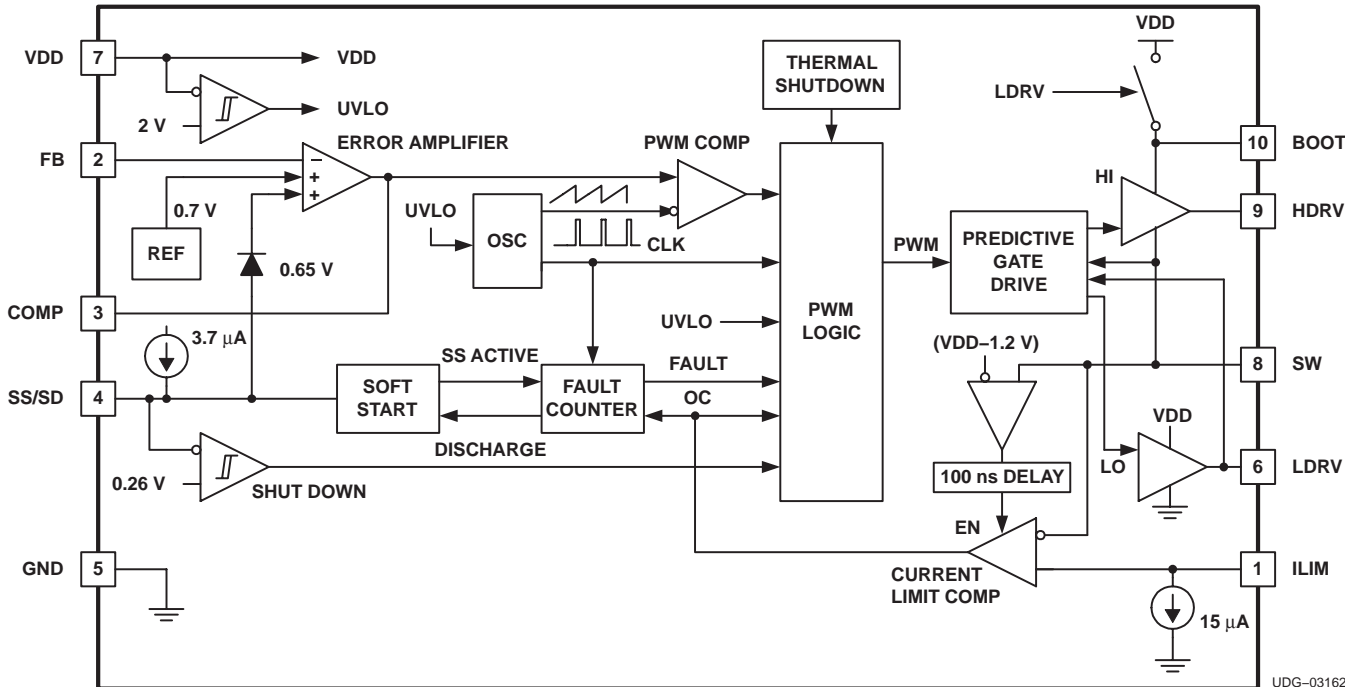 VDD
7
VDD
UVLO
2 V
FB
2
ERROR AMPLIFIER
−
+
+
0.7 V
REF
0.65 V
COMP
3
3.7 μA
SS/SD
4
0.26 V
SHUT DOWN
GND
5
UVLO
OSC
CLK
PWM COMP
THERMAL
SHUTDOWN
UVLO
SS ACTIVE
SOFT
START
FAULT
COUNTER
FAULT
OC
DISCHARGE
PWM
LOGIC
PWM
PREDICTIVE
GATE
DRIVE
VDD
LDRV
10
BOOT
HI
9
HDRV
(VDD−1.2 V)
8
SW
VDD
LO
6
LDRV
100 ns DELAY
EN
CURRENT
LIMIT COMP
1
ILIM
15 μA
UDG−03162